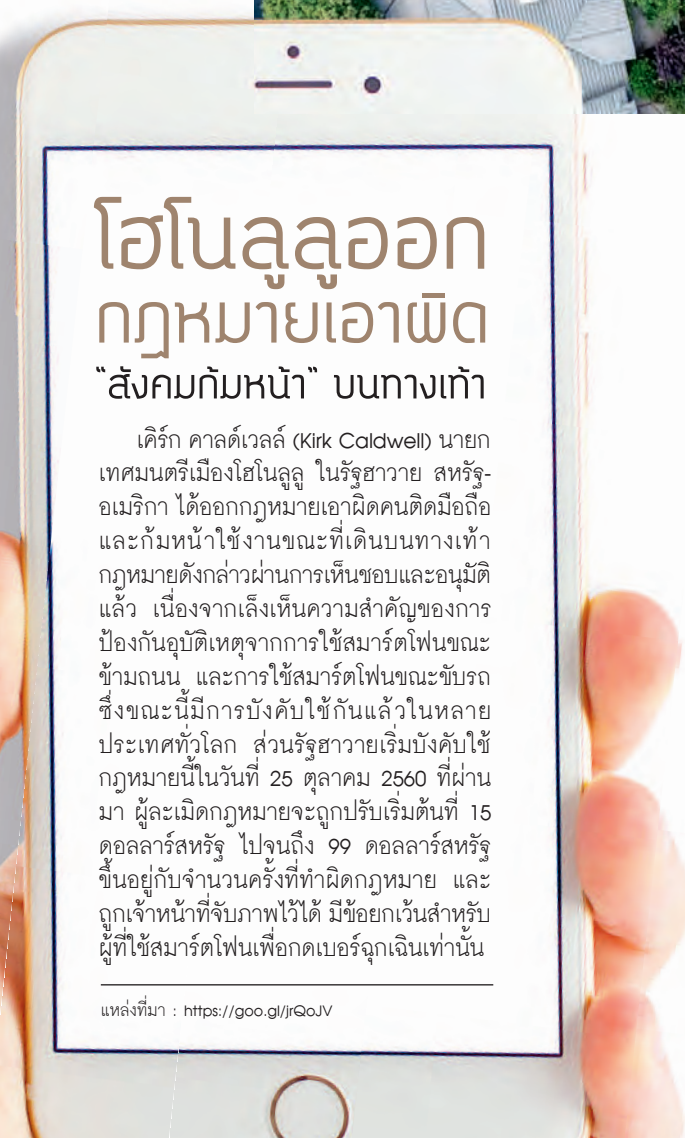 โฮโนลูลูออก
กฎหมายเอาผิด
"สังคมก้มหน้า" บนทางเท้า
เคิร์ก คาลด์เวลล์ (Kirk Caldwell) นายก
เทศมนตรีเมืองโฮโนลูลู ในรัฐฮาวาย สหรัฐ-
อเมริกา ได้ออกกฎหมายเอาผิดคนติดมือถือ
และก้มหน้าใช้งานขณะที่เดินบนทางเท้า
กฎหมายดังกล่าวผ่านการเห็นชอบและอนุมัติ
แล้ว เนื่องจากเล็งเห็นความสำคัญของการ
ป้องกันอุบัติเหตุจากการใช้สมาร์ตโฟนขณะ
ข้ามถนน และการใช้สมาร์ตโฟนขณะขับรถ
ซึ่งขณะนี้มีการบังคับใช้กันแล้วในหลาย
ประเทศทั่วโลก ส่วนรัฐฮาวายเริ่มบังคับใช้
กฎหมายนี้ในวันที่ 25 ตุลาคม 2560 ที่ผ่าน
มา ผู้ละเมิดกฎหมายจะถูกปรับเริ่มต้นที่ 15
ดอลลาร์สหรัฐ ไปจนถึง 99 ดอลลาร์สหรัฐ
ขึ้นอยู่กับจำนวนครั้งที่ทำผิดกฎหมาย และ
ถูกเจ้าหน้าที่จับภาพไว้ได้ มีข้อยกเว้นสำหรับ
ผู้ที่ใช้สมาร์ตโฟนเพื่อกดเบอร์ฉุกเฉินเท่านั้น
แหล่งที่มา : https://goo.gl/jrQoJV